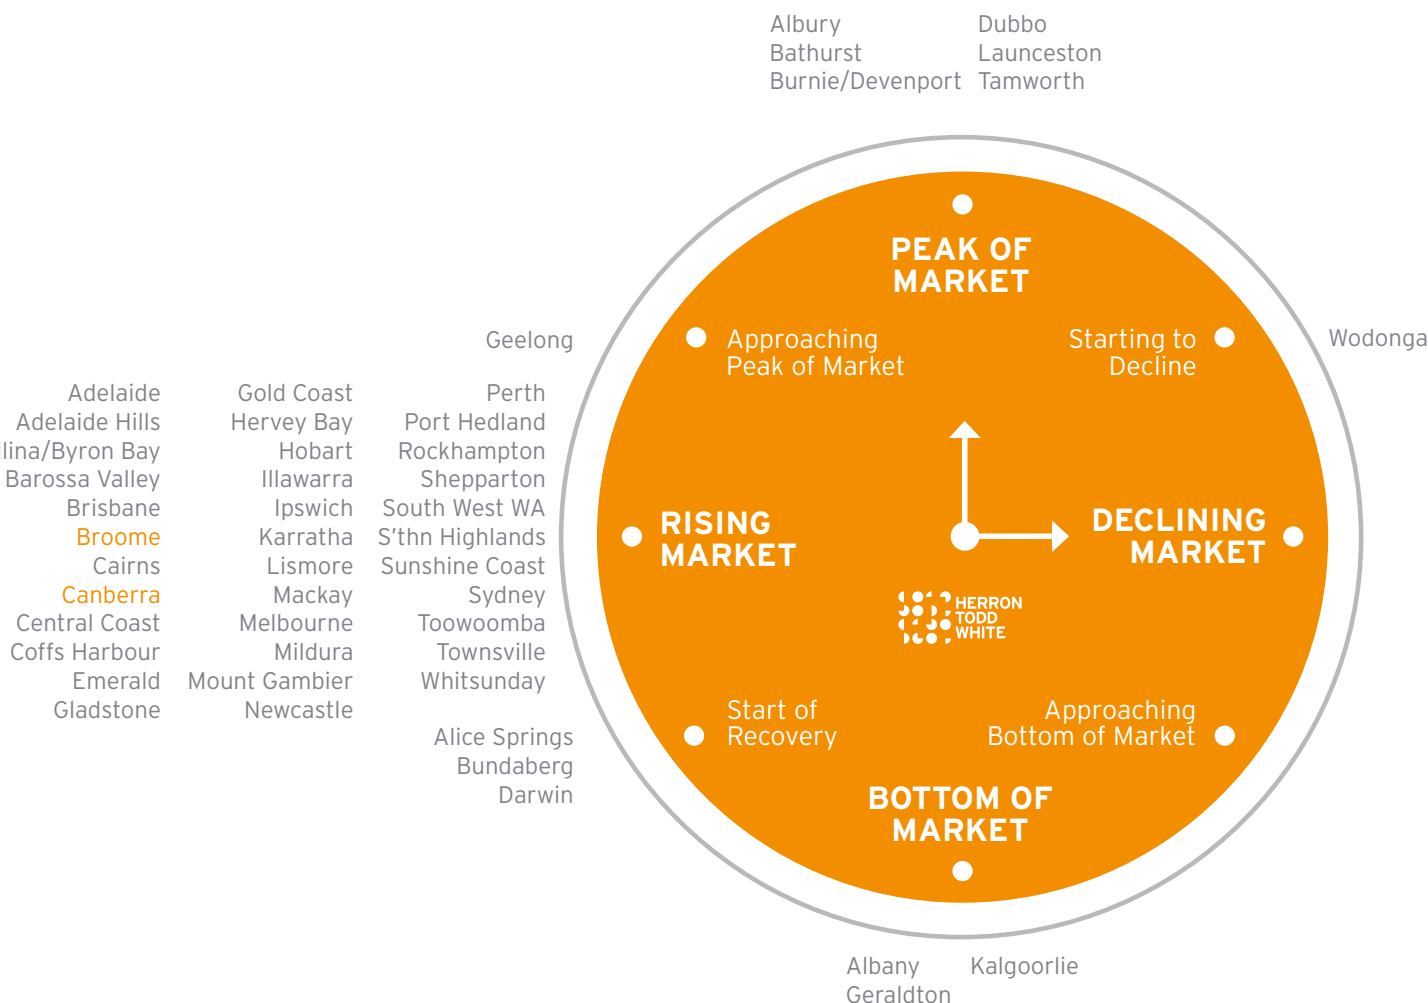 Albury
Bathurst
Burnie/Devenport
Dubbo
Launceston
Tamworth
PEAK OF
MARKET
Approaching
Peak of Market
Starting to
Decline
Geelong
Wodonga
Adelaide
Adelaide Hills
lina/Byron Bay
Barossa Valley
Brisbane
Broome
Cairns
Canberra
Central Coast
Coffs Harbour
Emerald
Gladstone
Gold Coast
Hervey Bay
Hobart
Illawarra
Ipswich
Karratha
Lismore
Mackay
Melbourne
Mildura
Mount Gambier
Newcastle
Perth
Port Hedland
Rockhampton
Shepparton
South West WA
S'thn Highlands
Sunshine Coast
Sydney
Toowoomba
Townsville
Whitsunday
RISING
MARKET
DECLINING
MARKET
HERRON
TODD
WHITE
Alice Springs
Bundaberg
Darwin
Start of
Recovery
Approaching
Bottom of Market
BOTTOM OF
MARKET
Albany
Geraldton
Kalgoorlie